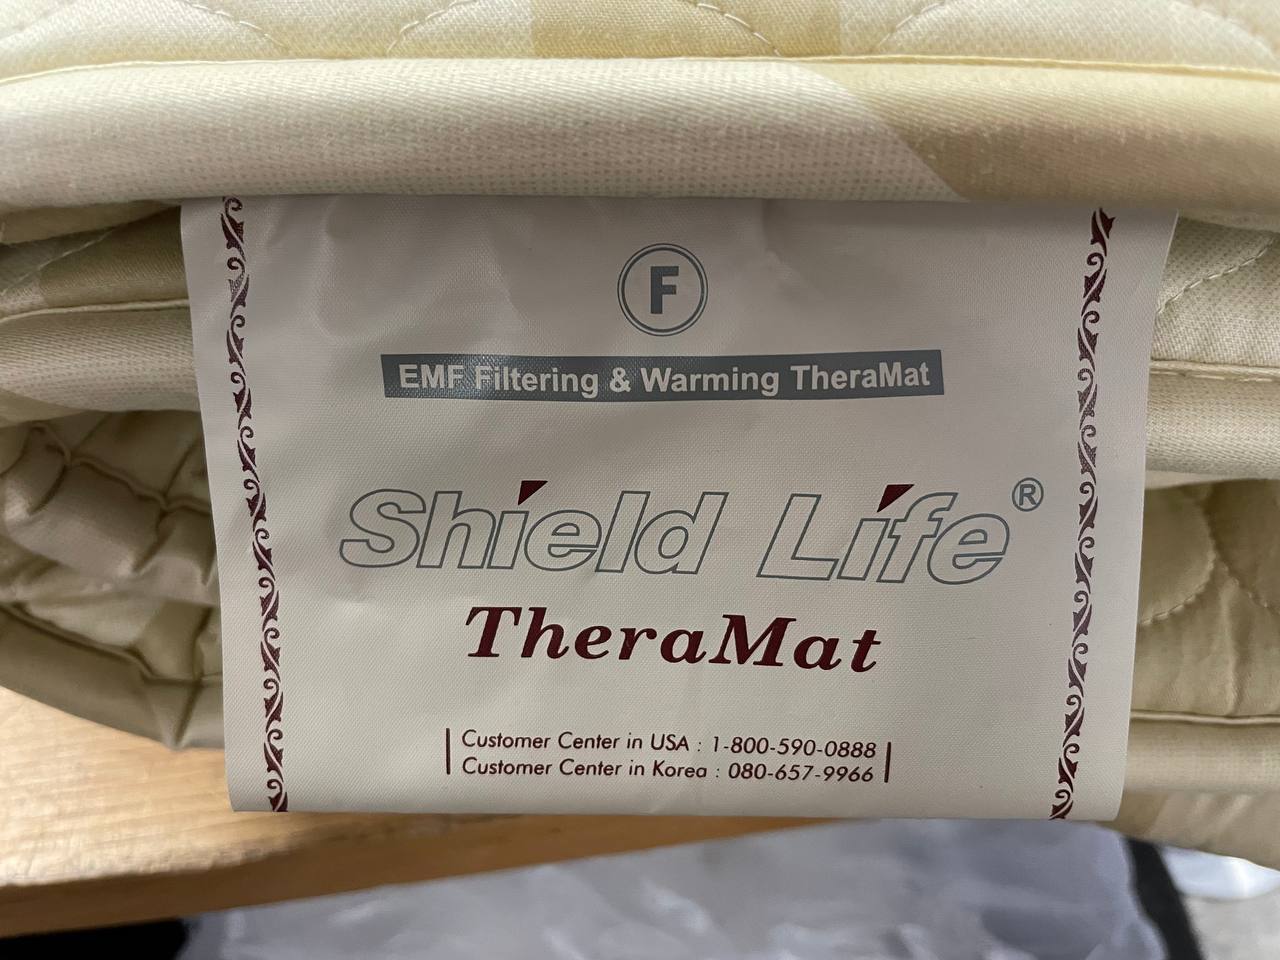 F
EMF Filtering & Warming TheraMat
Shield Life®
TheraMat
Customer Center in USA : 1-800-590-0888
Customer Center in Korea : 080-657-9966